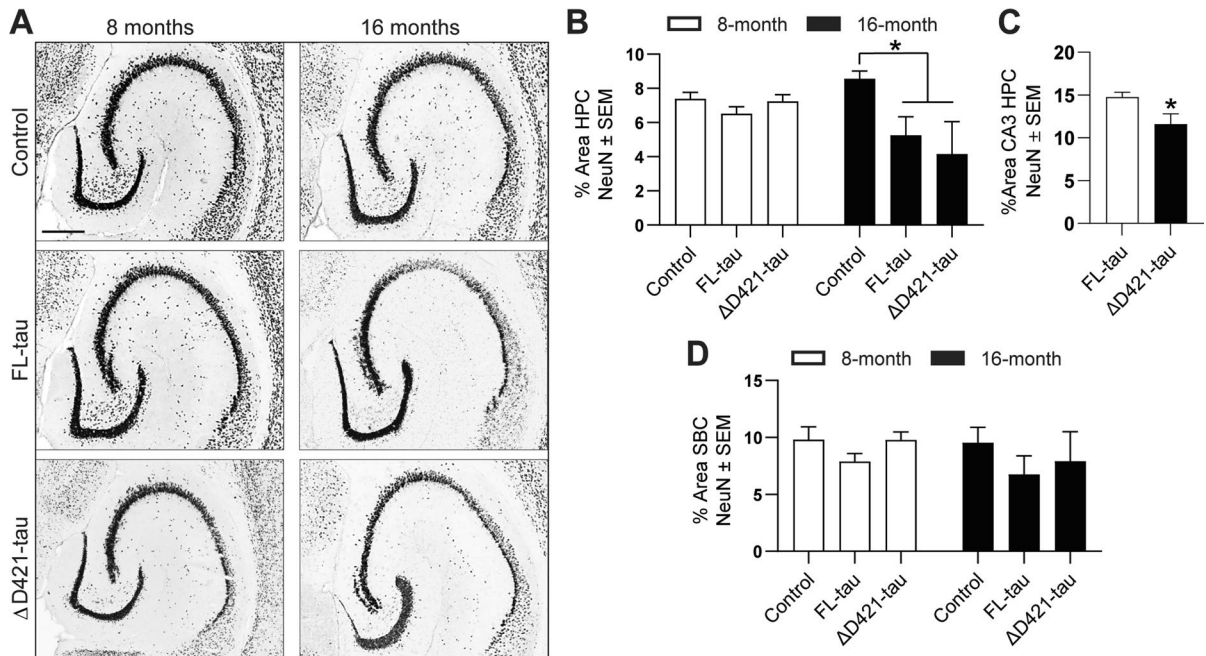 A
8 months
16 months
Control
FL-tau
ΔD421-tau
B
8-month
16-month
% Area HPC
NeuN ± SEM
10
8
6
4
2
0
*
Control
FL-tau
ΔD421-tau
Control
FL-tau
ΔD421-tau
C
%Area CA3 HPC
NeuN ± SEM
20
15
10
5
0
*
FL-tau
ΔD421-tau
D
8-month
16-month
% Area SBC
NeuN ± SEM
15
10
5
0
Control
FL-tau
ΔD421-tau
Control
FL-tau
ΔD421-tau